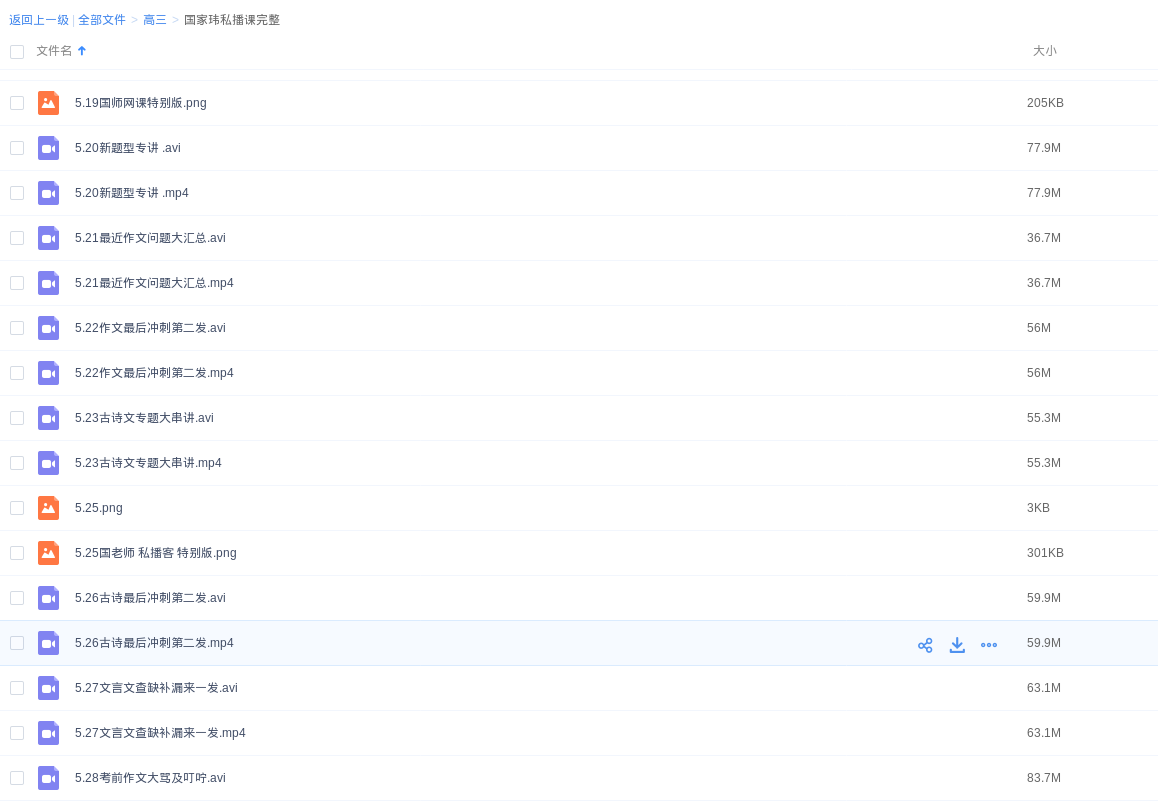 返回上一级 | 全部文件 > 高三 > 国家玮私播课完整
文件名 大小
5.19国师网课特别版.png 205KB
5.20新题型专讲 .avi 77.9M
5.20新题型专讲 .mp4 77.9M
5.21最近作文问题大汇总.avi 36.7M
5.21最近作文问题大汇总.mp4 36.7M
5.22作文最后冲刺第二发.avi 56M
5.22作文最后冲刺第二发.mp4 56M
5.23古诗文专题大串讲.avi 55.3M
5.23古诗文专题大串讲.mp4 55.3M
5.25.png 3KB
5.25国老师 私播客 特别版.png 301KB
5.26古诗最后冲刺第二发.avi 59.9M
5.26古诗最后冲刺第二发.mp4 59.9M
5.27文言文查缺补漏来一发.avi 63.1M
5.27文言文查缺补漏来一发.mp4 63.1M
5.28考前作文大骂及叮咛.avi 83.7M